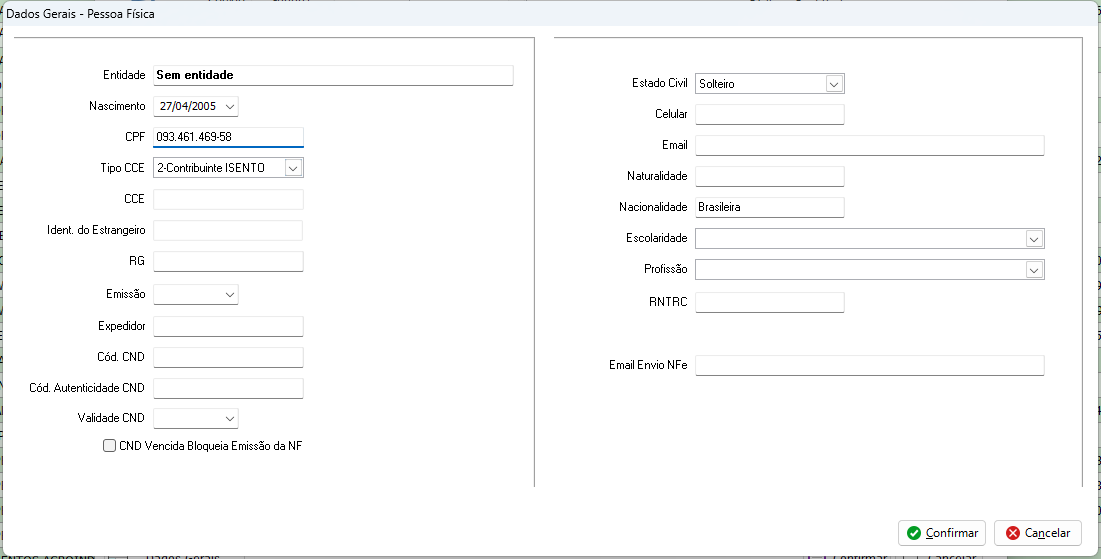 Dados Gerais - Pessoa Física
Entidade Sem entidade
Nascimento 27/04/2005
CPF 093.461.469-58
Tipo CCE 2-Contribuinte ISENTO
CCE
Ident. do Estrangeiro
RG
Emissão
Expedidor
Cód. CND
Cód. Autenticidade CND
Validade CND
CND Vencida Bloqueia Emissão da NF
Estado Civil Solteiro
Celular
Email
Naturalidade
Nacionalidade Brasileira
Escolaridade
Profissão
RNTRC
Email Envio NFe
Confirmar Cancelar